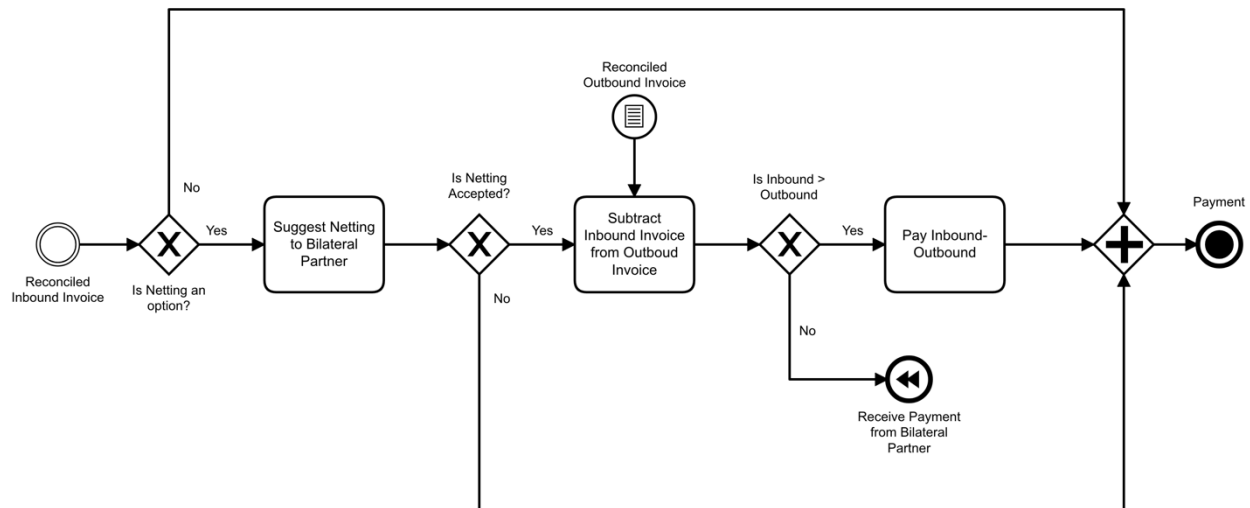 Reconciled
Outbound Invoice
Is Netting
Accepted?
Is Inbound >
Outbound
Payment
No
Suggest Netting
to Bilateral
Partner
Subtract
Inbound Invoice
from Outboud
Invoice
Pay Inbound-
Outbound
Yes
Yes
Yes
Reconciled
Inbound Invoice
Is Netting an
option?
No
No
Receive Payment
from Bilateral
Partner